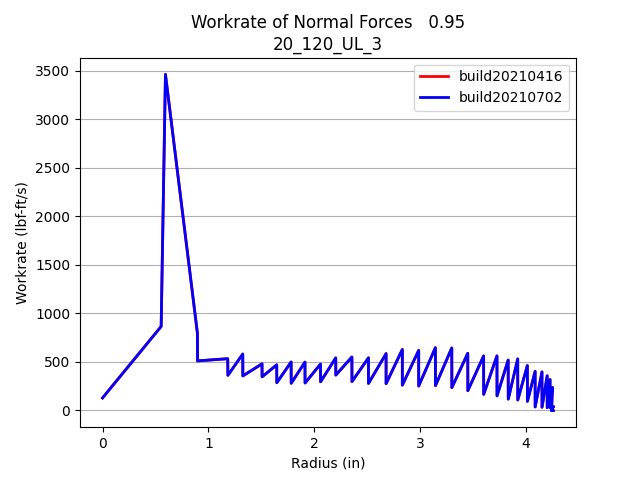 Workrate of Normal Forces   0.95
20_120_UL_3
build20210416
build20210702
Workrate (lbf-ft/s)
3500
3000
2500
2000
1500
1000
500
0
0 1 2 3 4
Radius (in)